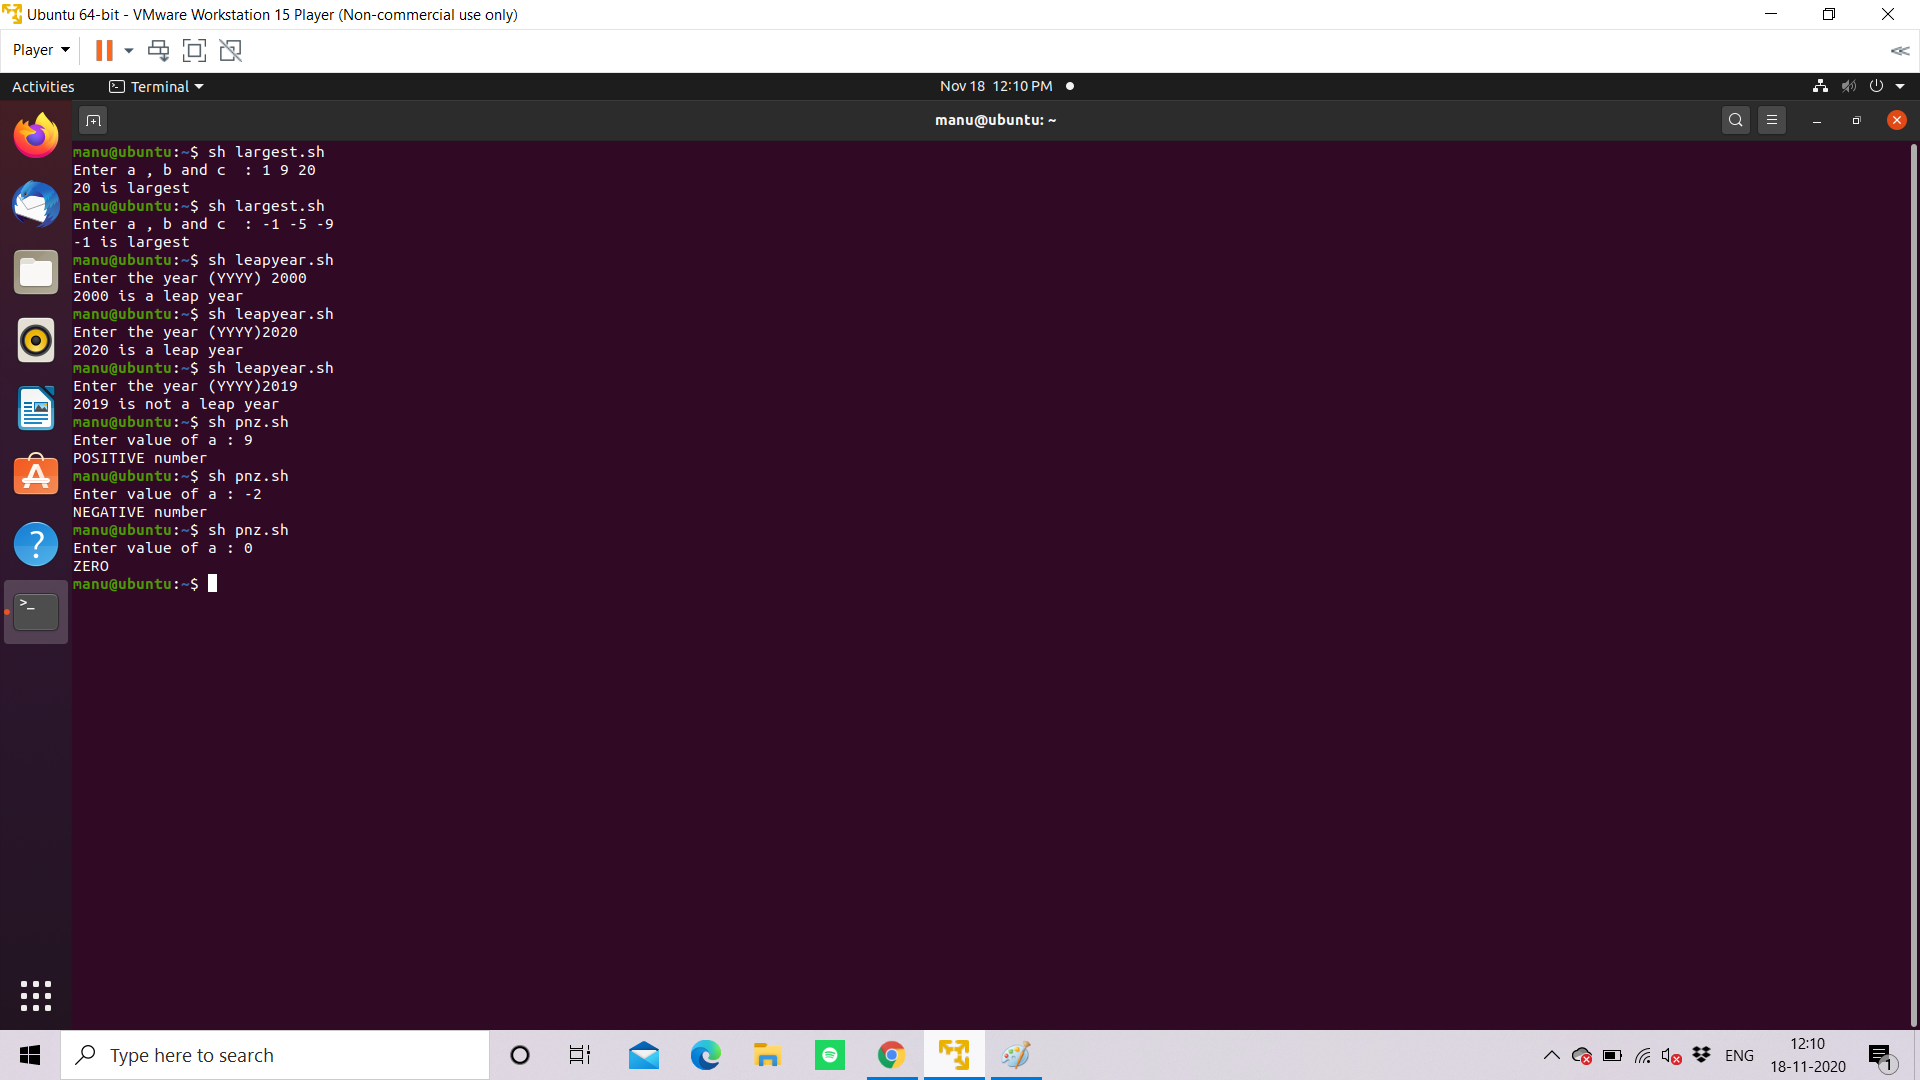 Ubuntu 64-bit - VMware Workstation 15 Player (Non-commercial use only)
Player
Activities
Terminal
Nov 18 12:10 PM
manu@ubuntu: ~
manu@ubuntu:~$ sh largest.sh
Enter a , b and c  : 1 9 20
20 is largest
manu@ubuntu:~$ sh largest.sh
Enter a , b and c  : -1 -5 -9
-1 is largest
manu@ubuntu:~$ sh leapyear.sh
Enter the year (YYYY) 2000
2000 is a leap year
manu@ubuntu:~$ sh leapyear.sh
Enter the year (YYYY)2020
2020 is a leap year
manu@ubuntu:~$ sh leapyear.sh
Enter the year (YYYY)2019
2019 is not a leap year
manu@ubuntu:~$ sh pnz.sh
Enter value of a : 9
POSITIVE number
manu@ubuntu:~$ sh pnz.sh
Enter value of a : -2
NEGATIVE number
manu@ubuntu:~$ sh pnz.sh
Enter value of a : 0
ZERO
manu@ubuntu:~$
Type here to search
ENG
12:10
18-11-2020
1